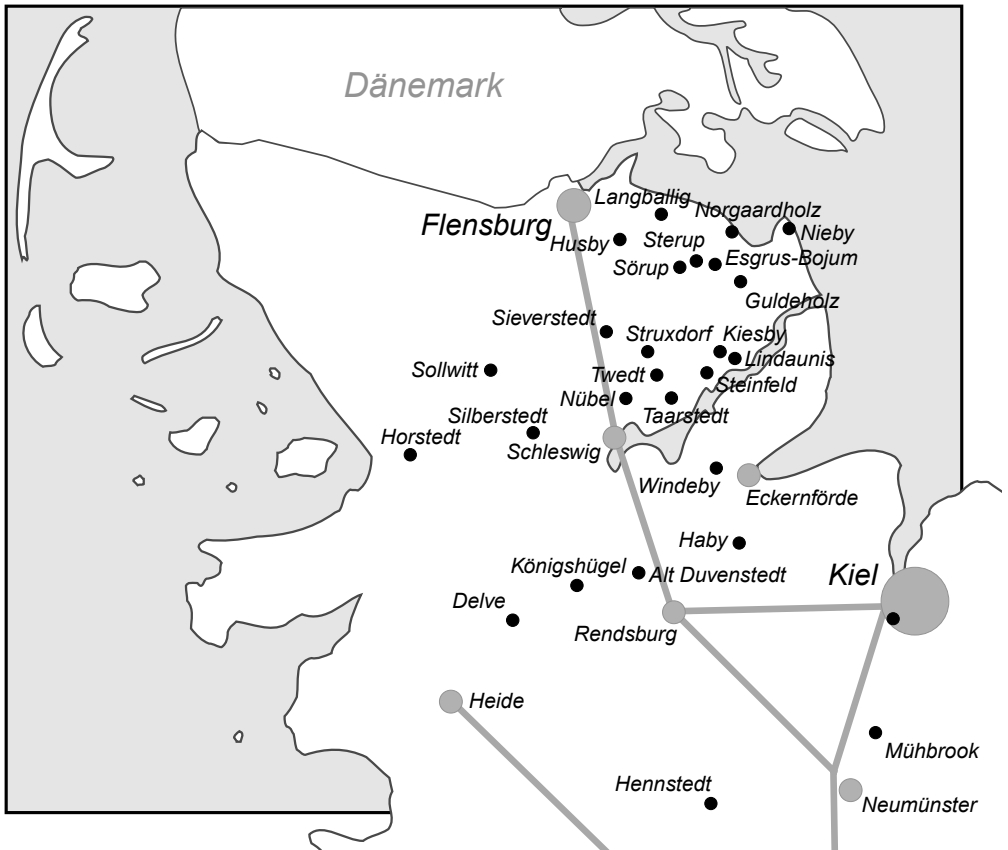 Dänemark
Langballig
Norgaardholz
Flensburg
Husby
Sterup
Nieby
Sörup
Esgrus-Bojum
Guldeholz
Sieverstedt
Struxdorf
Kiesby
Lindaunis
Sollwitt
Twedt
Steinfeld
Nübel
Taarstedt
Silberstedt
Horstedt
Schleswig
Windeby
Eckernförde
Haby
Königshügel
Alt Duvenstedt
Kiel
Delve
Rendsburg
Heide
Mühbrook
Hennstedt
Neumünster